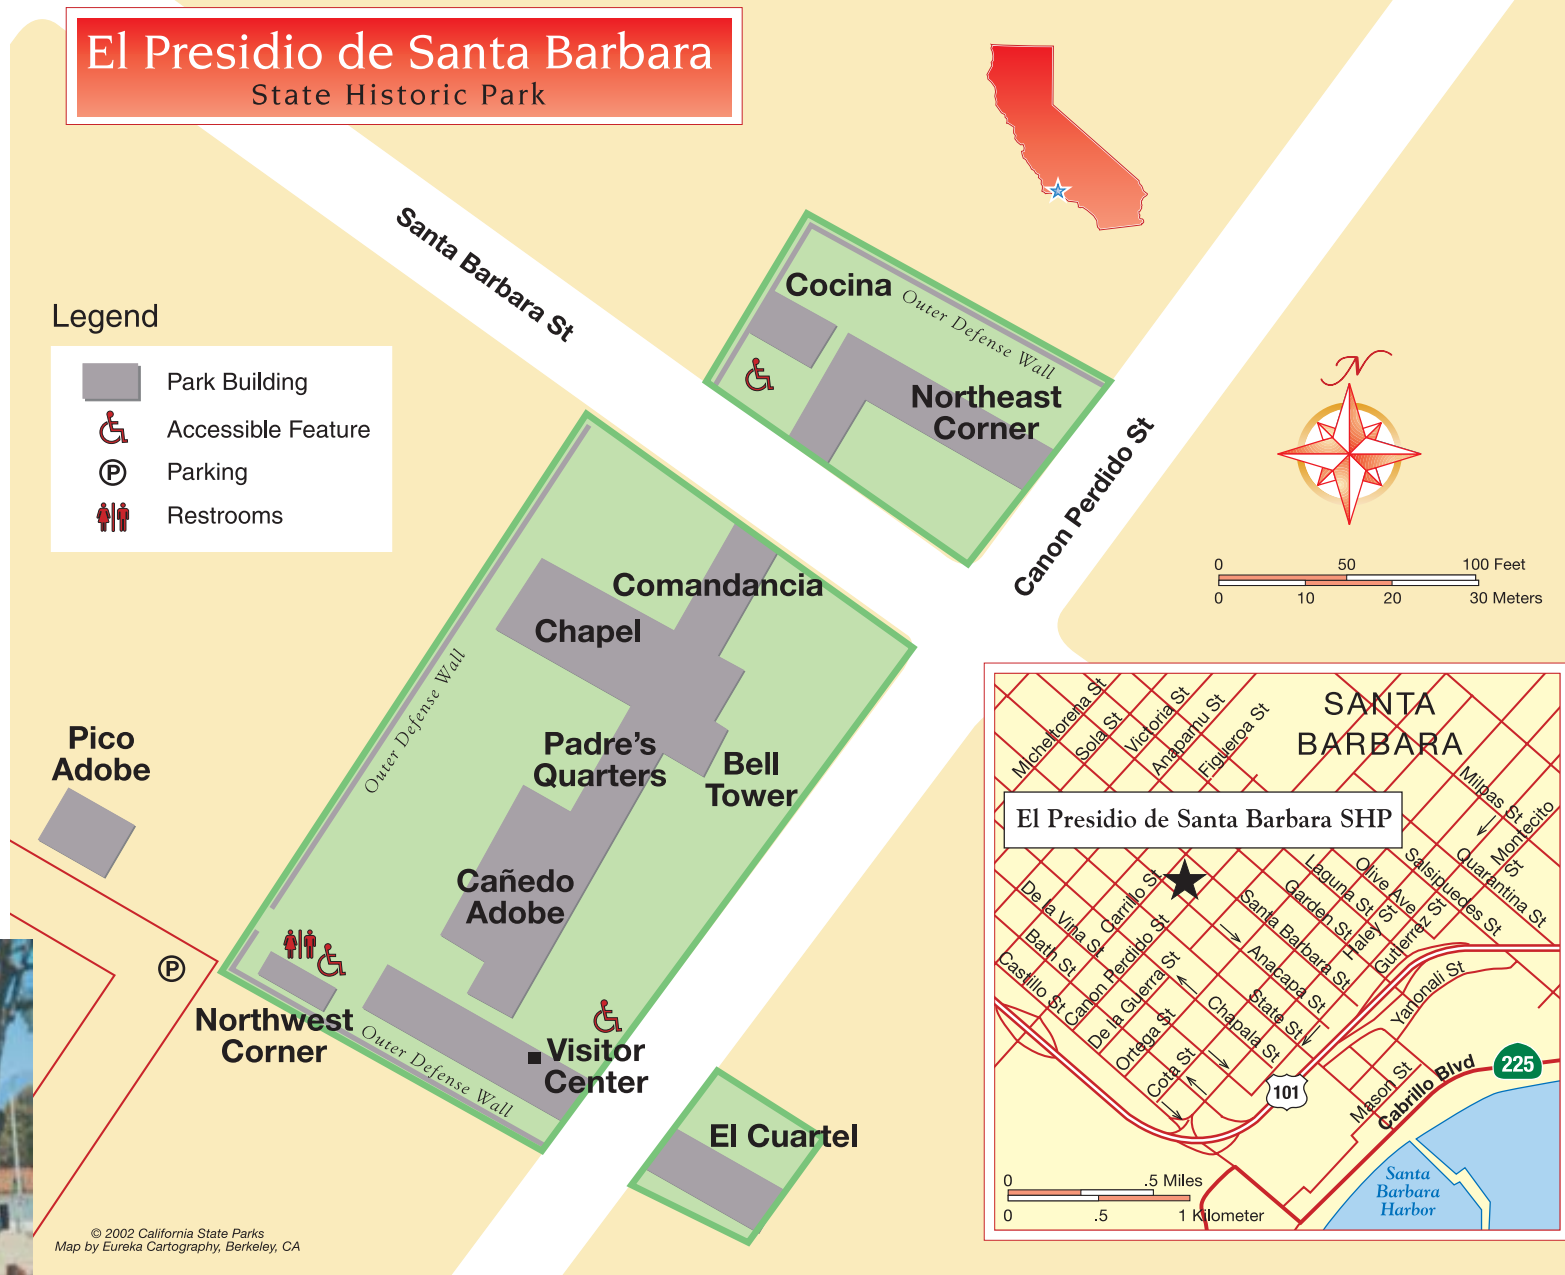 El Presidio de Santa Barbara
State Historic Park
Santa Barbara St
Cocina
Outer Defense Wall
Northeast
Corner
Canon Perdido St
Legend
Park Building
Accessible Feature
P
Parking
Restrooms
N
0 50 100 Feet
0 10 20 30 Meters
Comandancia
Chapel
Outer Defense Wall
Padre's
Quarters
Bell
Tower
Pico
Adobe
Cañedo
Adobe
P
Northwest
Corner
Outer Defense Wall
Visitor
Center
El Cuartel
SANTA
BARBARA
Micheltorena St
Sola St
Victoria St
Anapamu St
Figueroa St
Milpas St
Montecito
St
El Presidio de Santa Barbara SHP
Carrillo St
De la Vina St
Bath St
Castillo St
Canon Perdido St
De la Guerra St
Ortega St
Cota St
Santa Barbara St
Anacapa St
State St
Chapala St
Laguna St
Garden St
Olive Ave
Haley St
Gutierrez St
Salsipuedes St
Quarantina St
Yanonali St
Mason St
Cabrillo Blvd
225
101
Santa
Barbara
Harbor
0 .5 Miles
0 .5 1 Kilometer
© 2002 California State Parks
Map by Eureka Cartography, Berkeley, CA